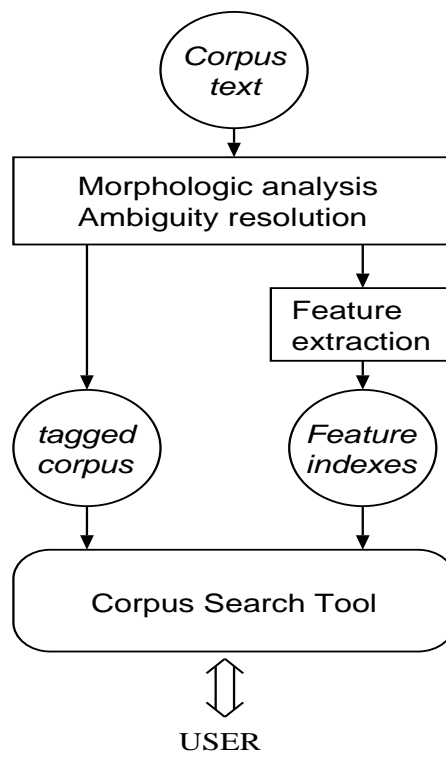 Corpus
text
Morphologic analysis
Ambiguity resolution
Feature
extraction
tagged
corpus
Feature
indexes
Corpus Search Tool
USER